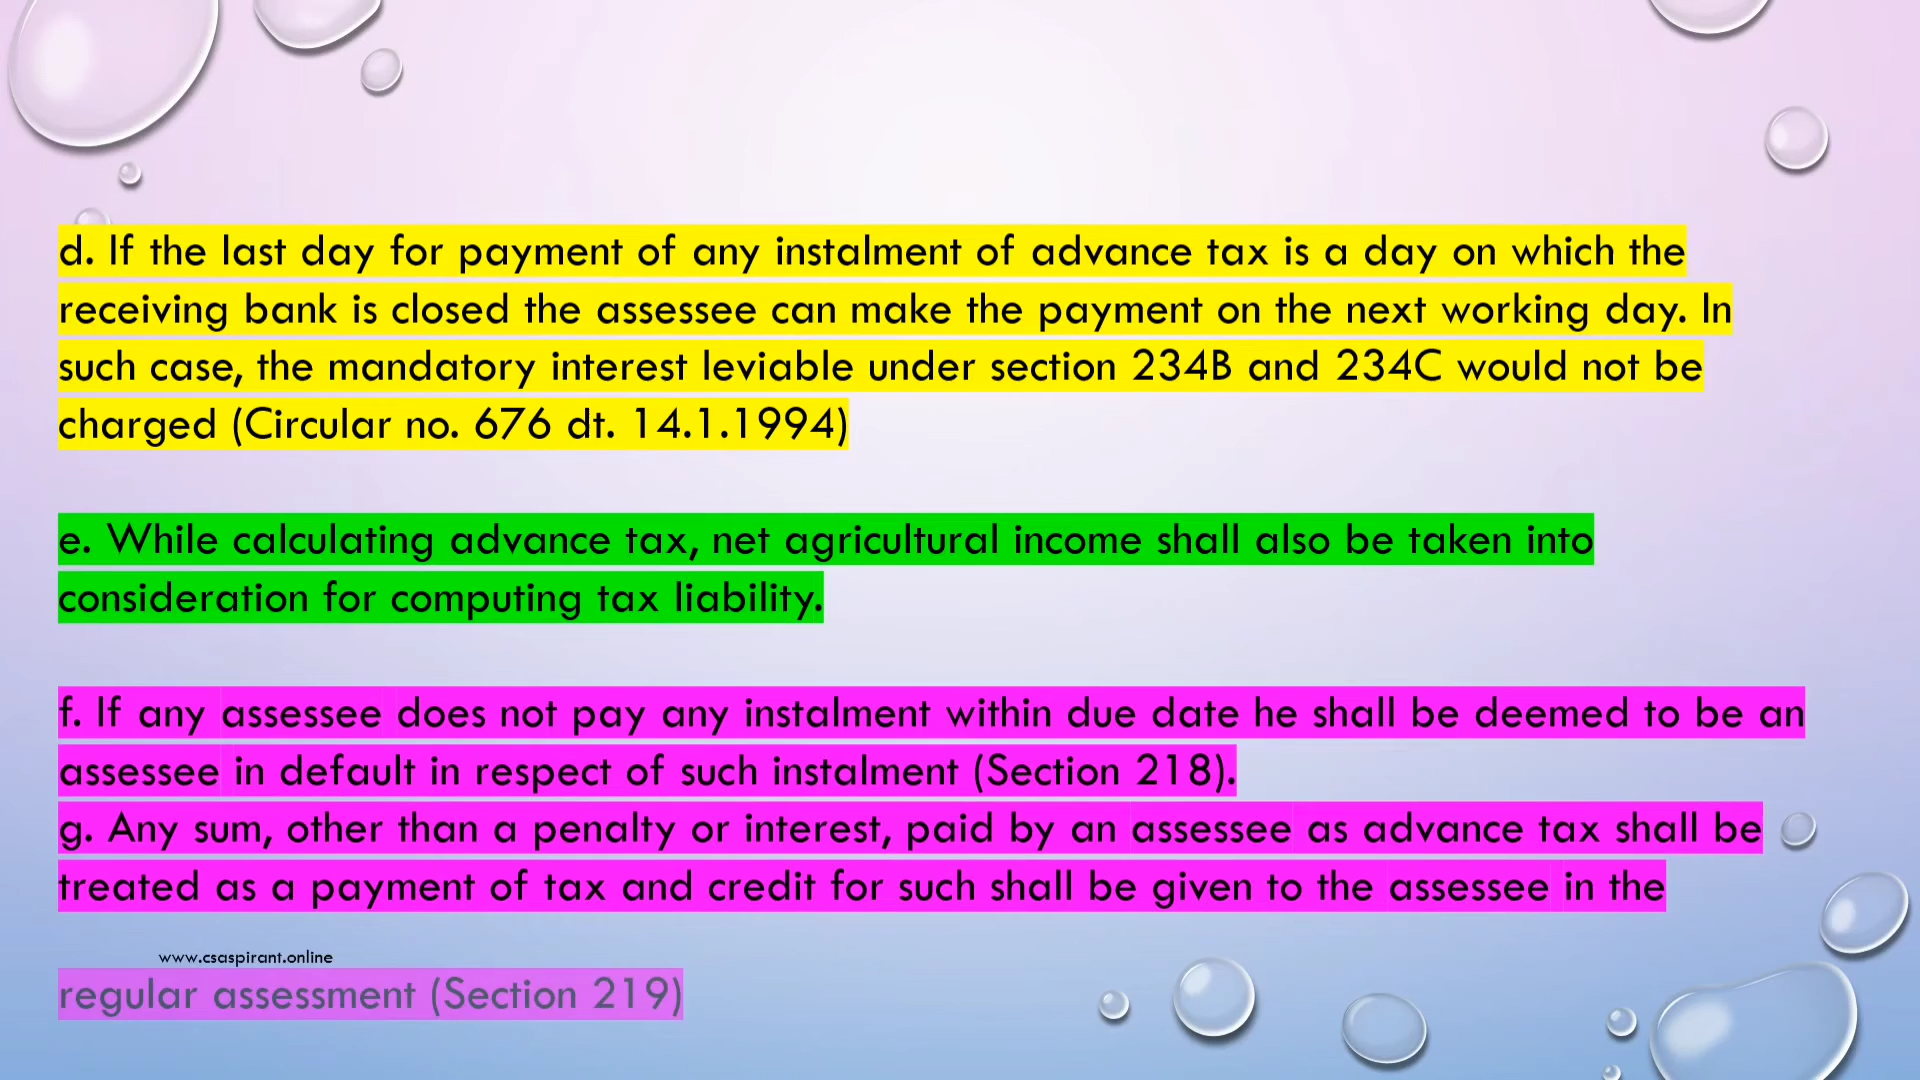 d. If the last day for payment of any instalment of advance tax is a day on which the
receiving bank is closed the assessee can make the payment on the next working day. In
such case, the mandatory interest leviable under section 234B and 234C would not be
charged (Circular no. 676 dt. 14.1.1994)
e. While calculating advance tax, net agricultural income shall also be taken into
consideration for computing tax liability.
f. If any assessee does not pay any instalment within due date he shall be deemed to be an
assessee in default in respect of such instalment (Section 218).
g. Any sum, other than a penalty or interest, paid by an assessee as advance tax shall be
treated as a payment of tax and credit for such shall be given to the assessee in the
www.csaspirant.online
regular assessment (Section 219)